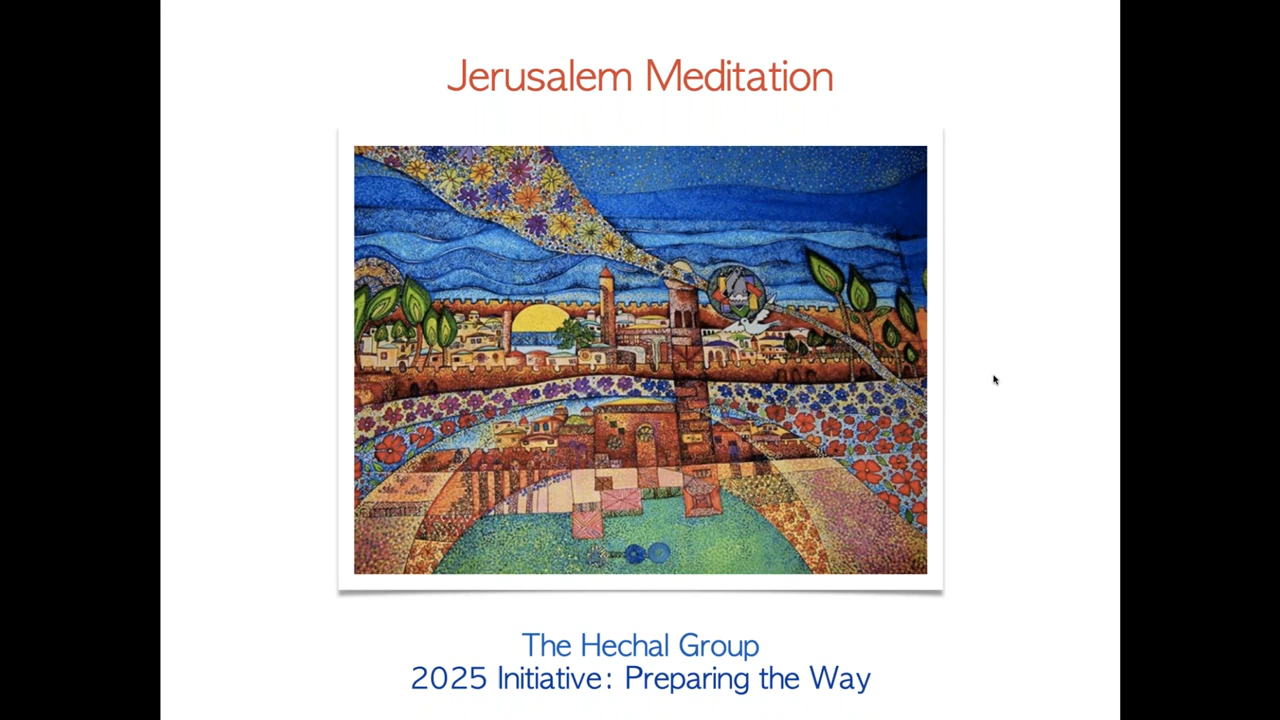 Jerusalem Meditation
The Hechal Group
2025 Initiative: Preparing the Way